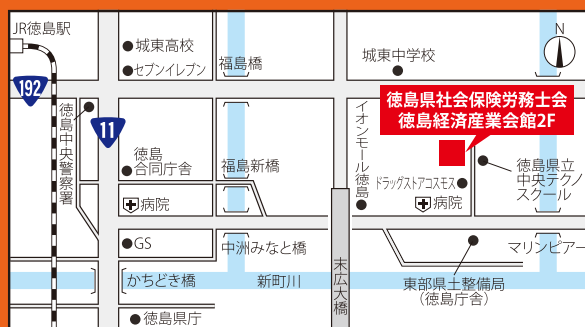 JR徳島駅
192
徳島中央警察署
11
城東高校
セブンイレブン
福島橋
城東中学校
N
徳島県社会保険労務士会
徳島経済産業会館2F
徳島
合同庁舎
福島新橋
イオンモール徳島
ドラッグストアコスモス
徳島県立
中央テクノ
スクール
病院
病院
GS
中洲みなと橋
マリンピア
かちどき橋
新町川
末広大橋
東部県土整備局
(徳島庁舎)
徳島県庁